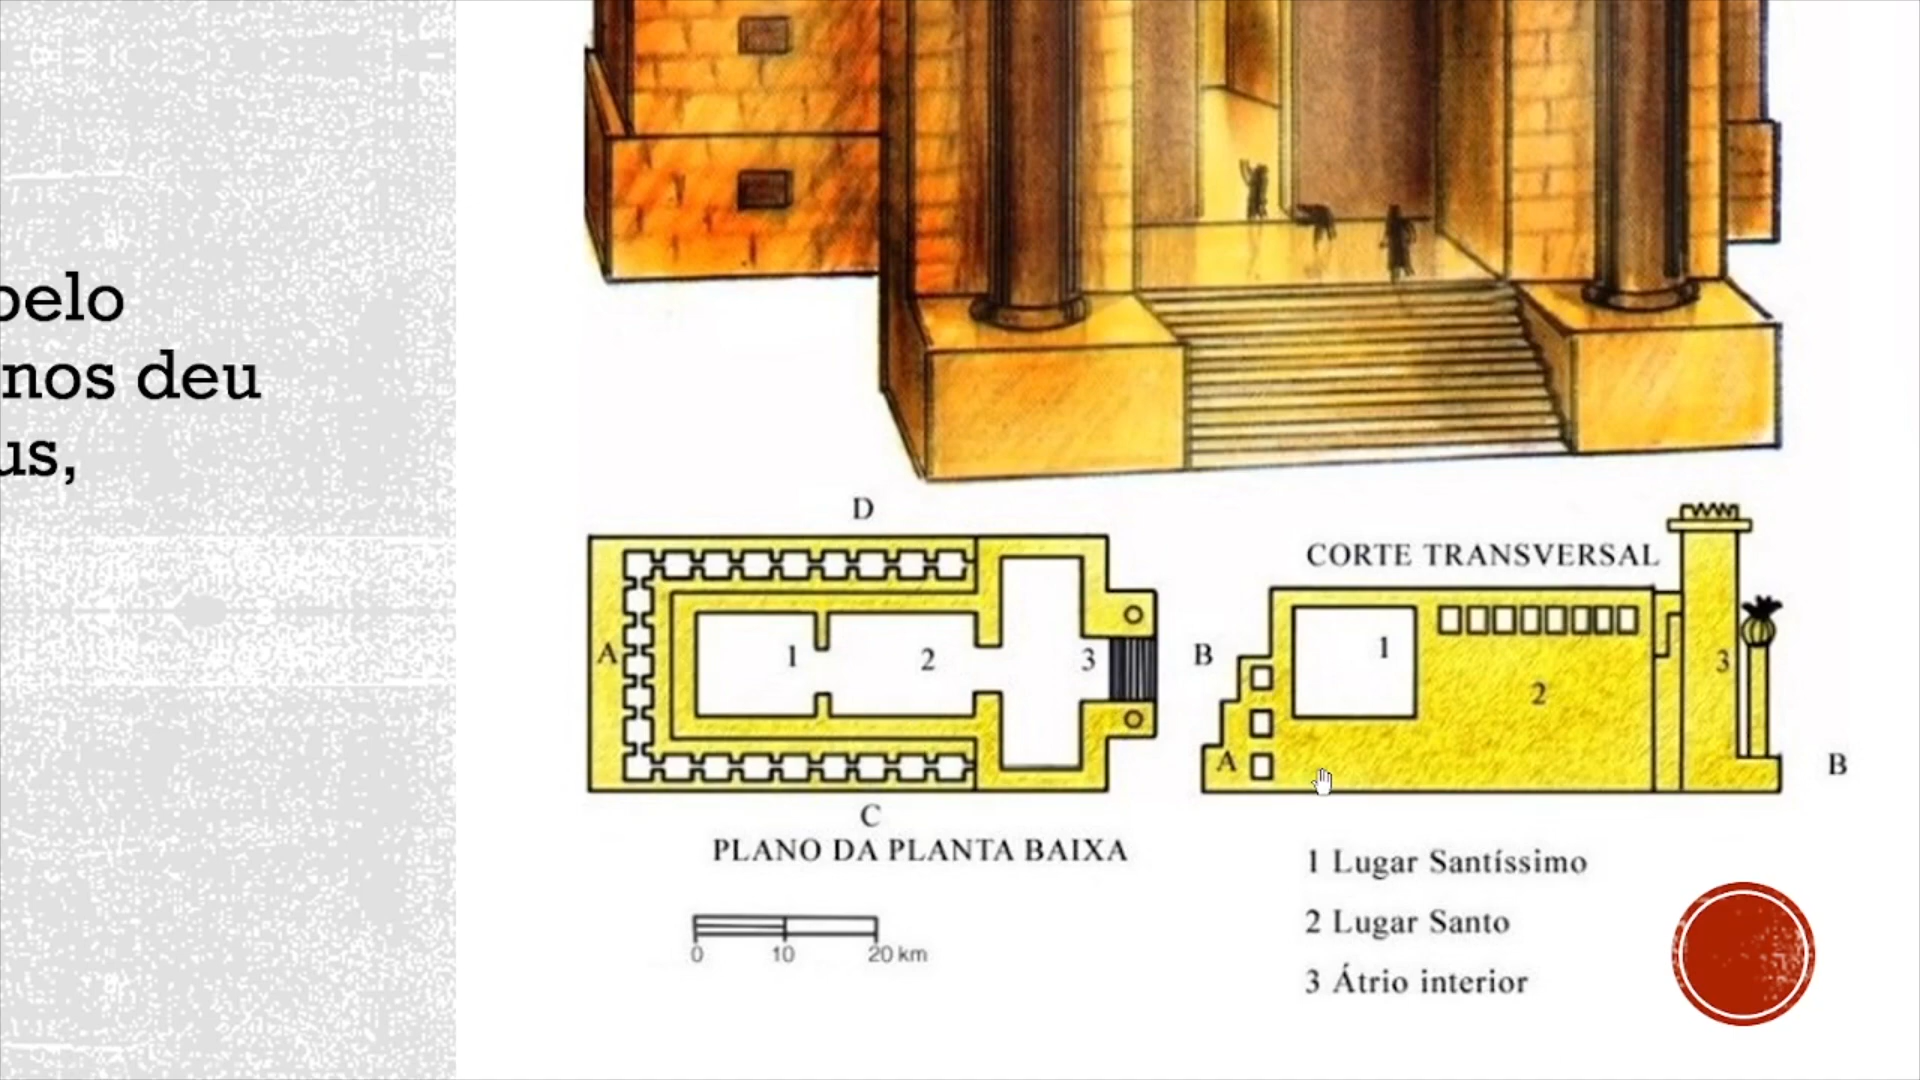 pelo
nos deu
us,
D
CORTE TRANSVERSAL
A
1
2
3
B
1
2
3
A
B
C
PLANO DA PLANTA BAIXA
1 Lugar Santíssimo
2 Lugar Santo
3 Átrio interior
0 10 20 km